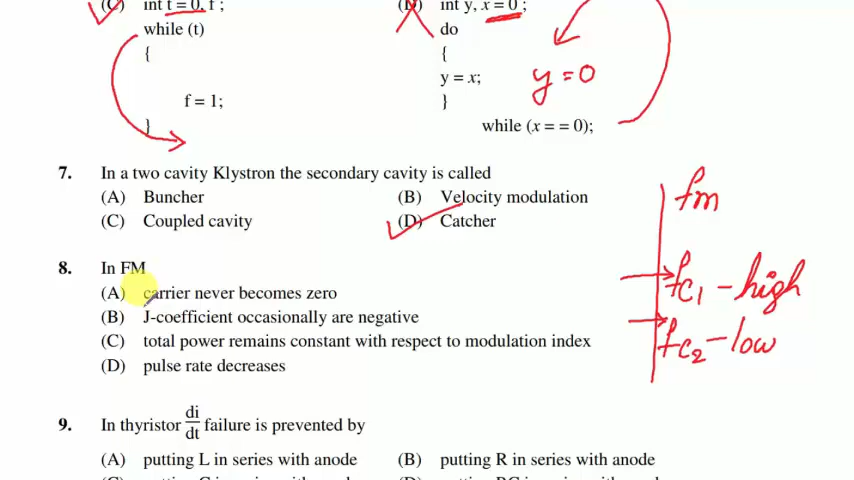 (C) int t = 0, f ; (D) int y, x = 0 ;
while (t) do
{ {
y = x; y = 0
f = 1; }
} while (x = = 0);
7. In a two cavity Klystron the secondary cavity is called
(A) Buncher (B) Velocity modulation
(C) Coupled cavity (D) Catcher
fm
8. In FM
(A) carrier never becomes zero
fc1 - high
(B) J-coefficient occasionally are negative
(C) total power remains constant with respect to modulation index
fc2 - low
(D) pulse rate decreases
9. In thyristor di/dt failure is prevented by
(A) putting L in series with anode (B) putting R in series with anode